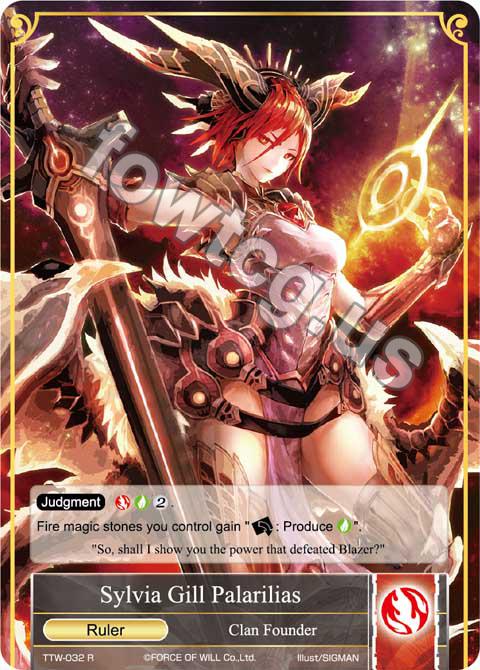 fowtcg.us
Judgment 2 .
Fire magic stones you control gain " : Produce ".
"So, shall I show you the power that defeated Blazer?"
Sylvia Gill Palarilias
Ruler Clan Founder
TTW-032 R ©FORCE OF WILL Co.,Ltd. Illust/SIGMAN